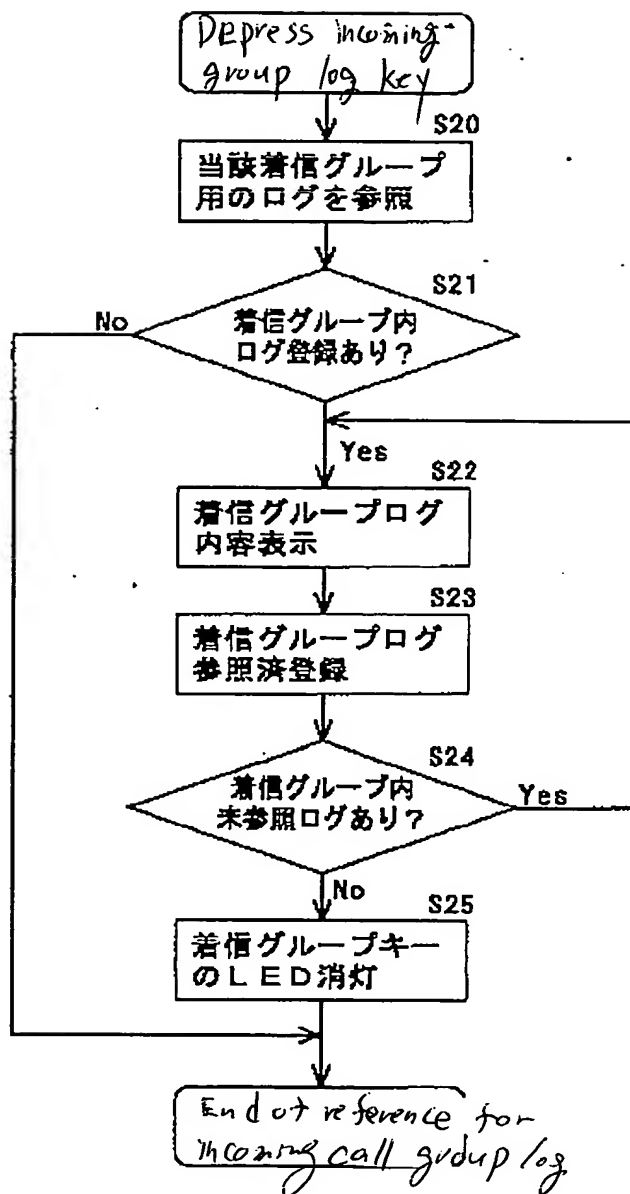 Depress incoming-
group log key
S20
当該着信グループ
用のログを参照
S21
No
着信グループ内
ログ登録あり?
Yes
S22
着信グループログ
内容表示
S23
着信グループログ
参照済登録
S24
着信グループ内
未参照ログあり?
Yes
No
S25
着信グループキー
のLED消灯
End of reference for
incoming call group log